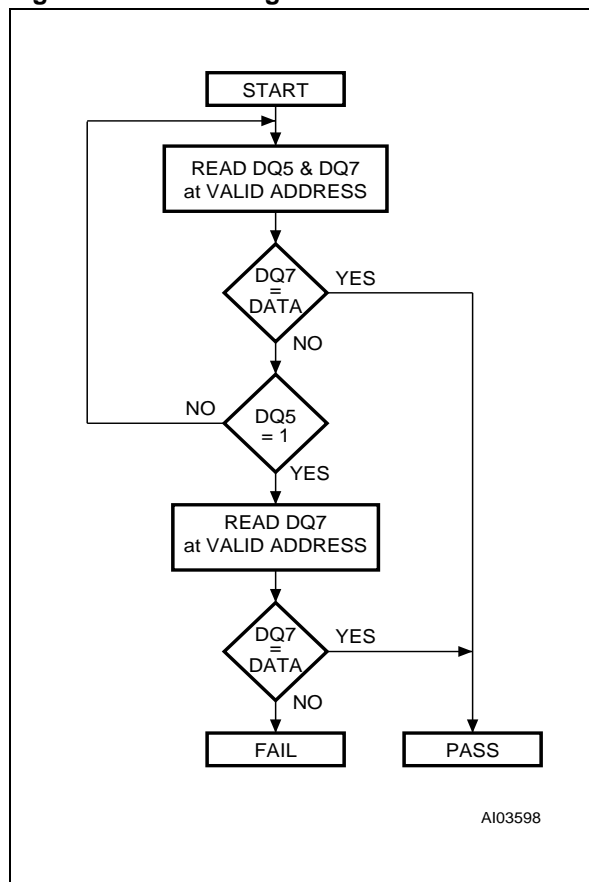 START
READ DQ5 & DQ7
at VALID ADDRESS
DQ7
=
DATA
YES
NO
NO
DQ5
= 1
YES
READ DQ7
at VALID ADDRESS
DQ7
=
DATA
YES
NO
FAIL
PASS
AI03598